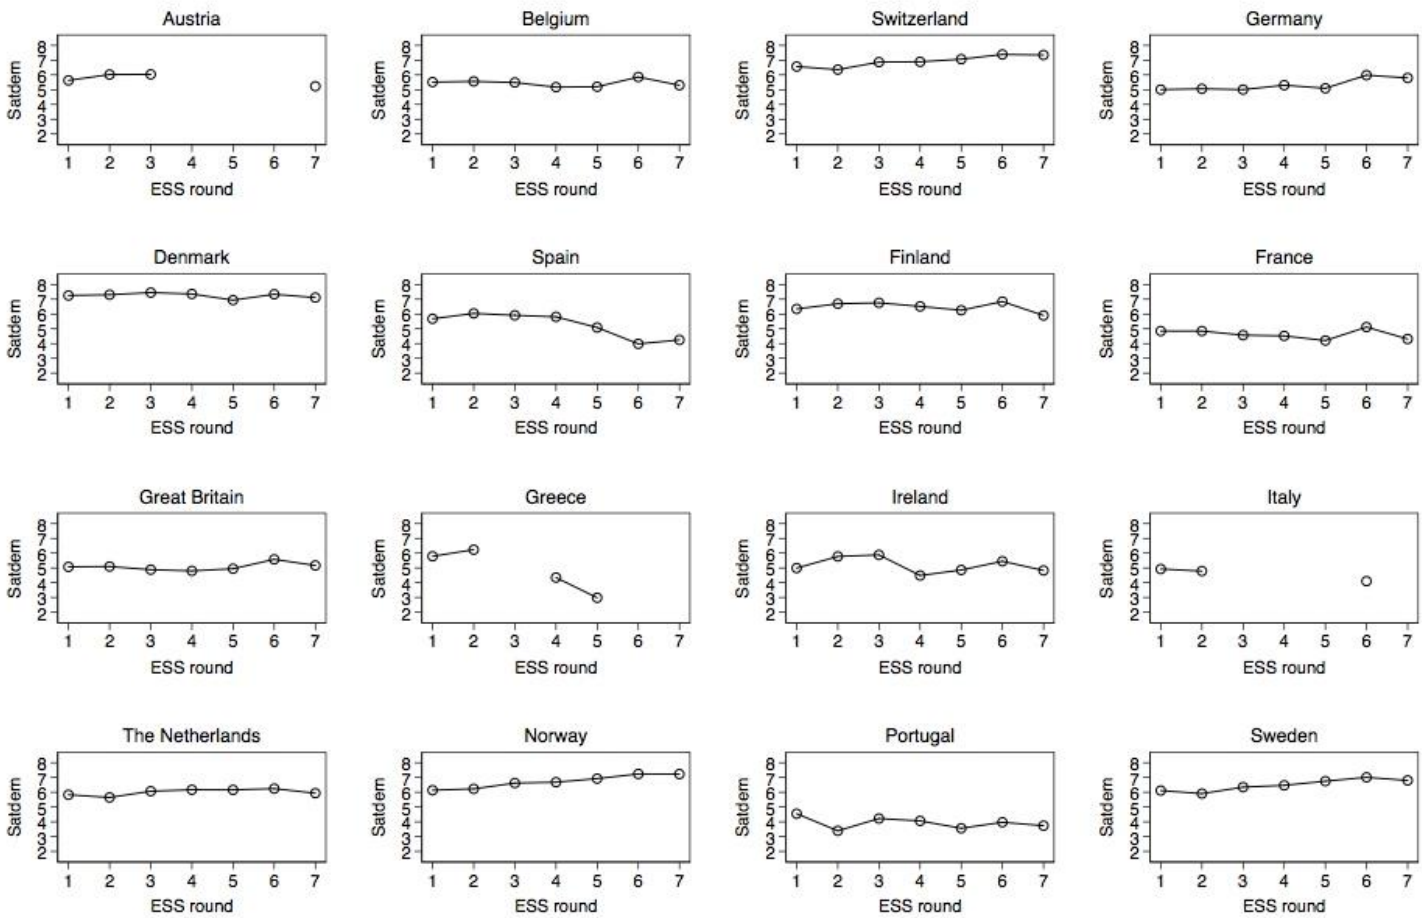 Austria
Satdem
8
7
6
5
4
3
2
1 2 3 4 5 6 7
ESS round
Belgium
Satdem
8
7
6
5
4
3
2
1 2 3 4 5 6 7
ESS round
Switzerland
Satdem
8
7
6
5
4
3
2
1 2 3 4 5 6 7
ESS round
Germany
Satdem
8
7
6
5
4
3
2
1 2 3 4 5 6 7
ESS round
Denmark
Satdem
8
7
6
5
4
3
2
1 2 3 4 5 6 7
ESS round
Spain
Satdem
8
7
6
5
4
3
2
1 2 3 4 5 6 7
ESS round
Finland
Satdem
8
7
6
5
4
3
2
1 2 3 4 5 6 7
ESS round
France
Satdem
8
7
6
5
4
3
2
1 2 3 4 5 6 7
ESS round
Great Britain
Satdem
8
7
6
5
4
3
2
1 2 3 4 5 6 7
ESS round
Greece
Satdem
8
7
6
5
4
3
2
1 2 3 4 5 6 7
ESS round
Ireland
Satdem
8
7
6
5
4
3
2
1 2 3 4 5 6 7
ESS round
Italy
Satdem
8
7
6
5
4
3
2
1 2 3 4 5 6 7
ESS round
The Netherlands
Satdem
8
7
6
5
4
3
2
1 2 3 4 5 6 7
ESS round
Norway
Satdem
8
7
6
5
4
3
2
1 2 3 4 5 6 7
ESS round
Portugal
Satdem
8
7
6
5
4
3
2
1 2 3 4 5 6 7
ESS round
Sweden
Satdem
8
7
6
5
4
3
2
1 2 3 4 5 6 7
ESS round